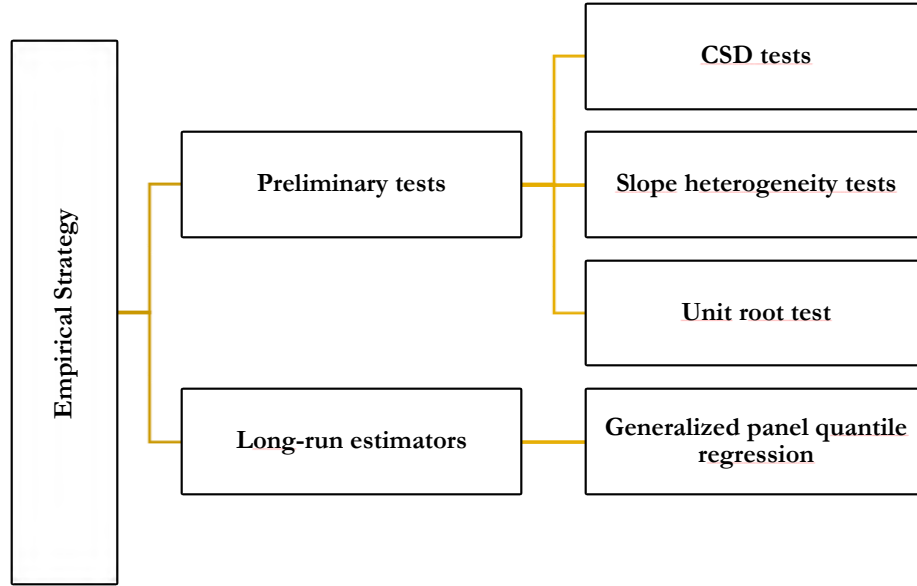 Empirical Strategy
Preliminary tests
CSD tests
Slope heterogeneity tests
Unit root test
Long-run estimators
Generalized panel quantile
regression